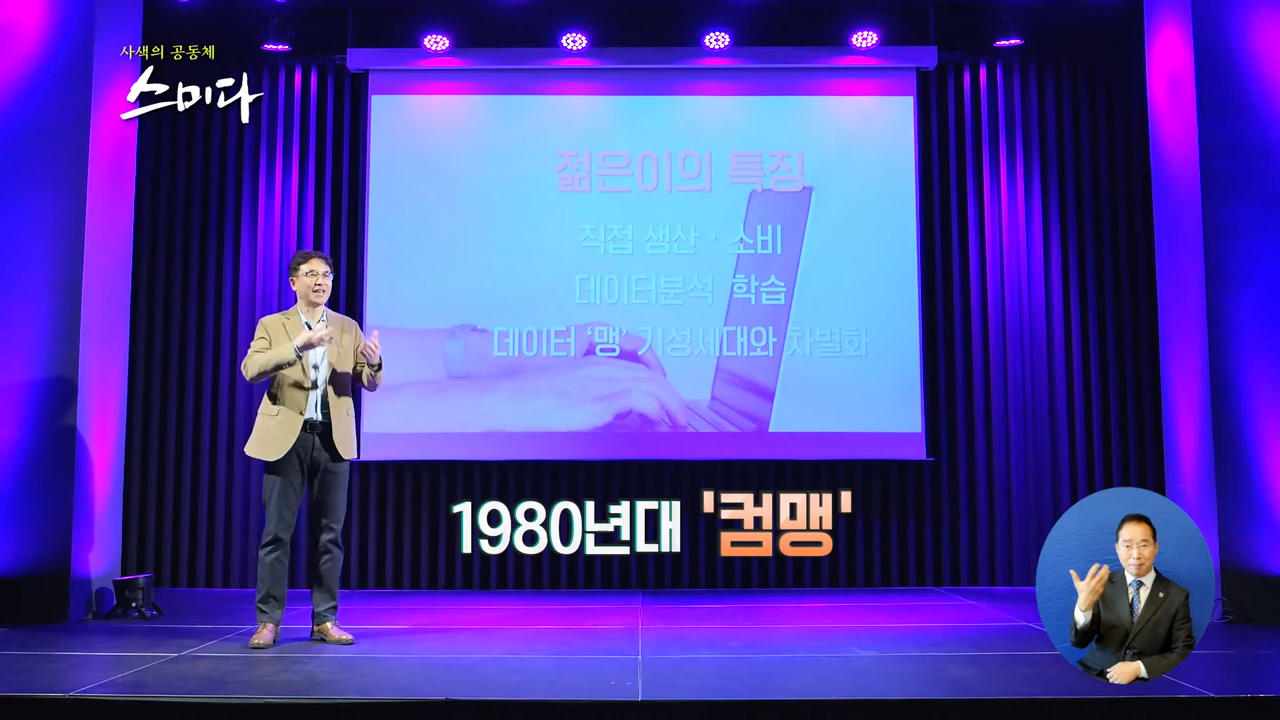 사색의 공동체
스미다
젊은이의 특징
직접 생산·소비
데이터분석 학습
데이터 '맹' 기성세대와 차별화
1980년대 '컴맹'